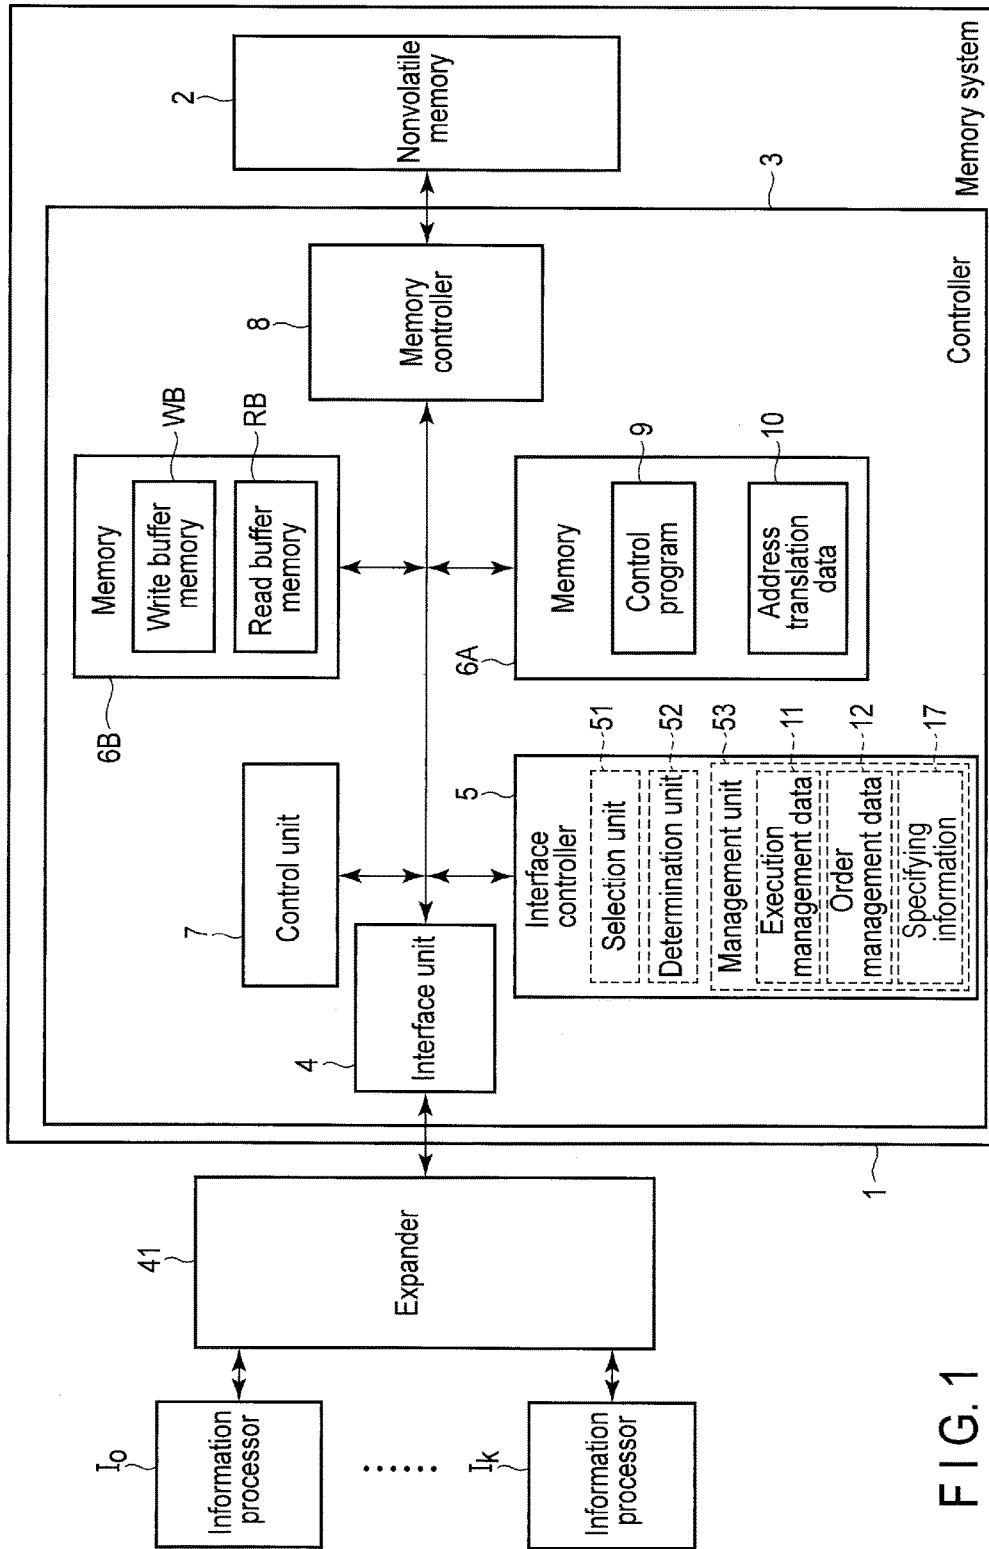 I0
Information
processor
......
Ik
Information
processor
41
Expander
1
Memory system
3
Controller
4
Interface unit
7
Control unit
6B
Memory
WB
Write buffer
memory
RB
Read buffer
memory
5
Interface
controller
51
Selection unit
52
Determination unit
53
Management unit
11
Execution
management data
12
Order
management data
17
Specifying
information
6A
Memory
9
Control
program
10
Address
translation
data
8
Memory
controller
2
Nonvolatile
memory
F I G. 1